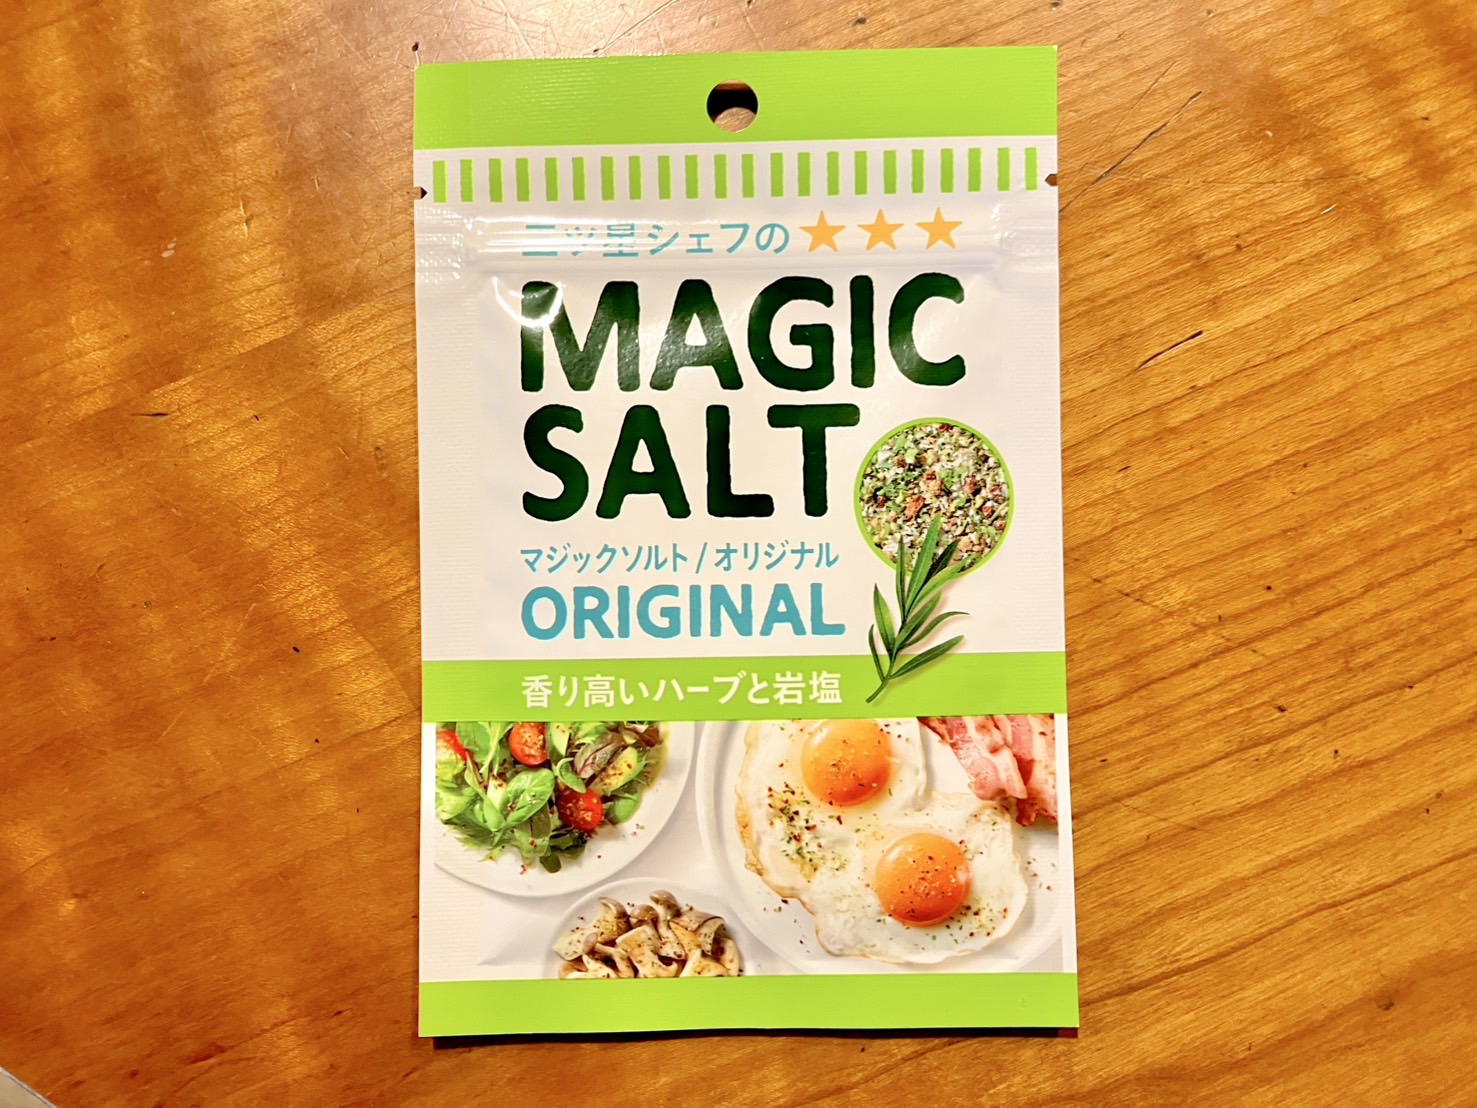 三ツ星シェフの
MAGIC
SALT
マジックソルト / オリジナル
ORIGINAL
香り高いハーブと岩塩